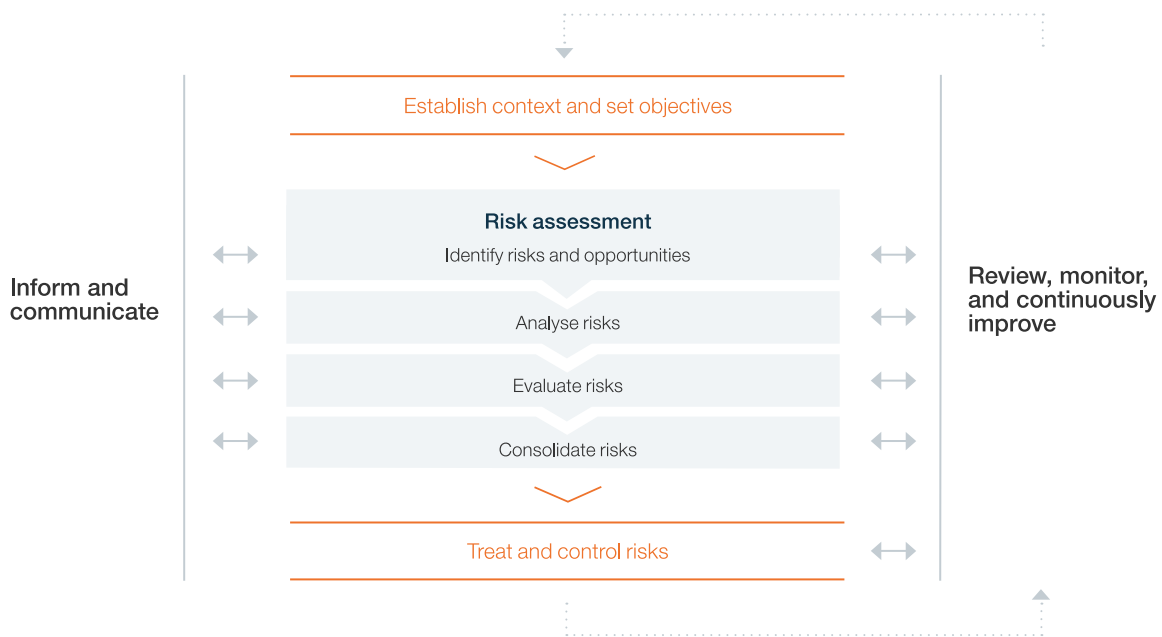 Establish context and set objectives
Risk assessment
Identify risks and opportunities
Analyse risks
Evaluate risks
Consolidate risks
Treat and control risks
Inform and
communicate
Review, monitor,
and continuously
improve